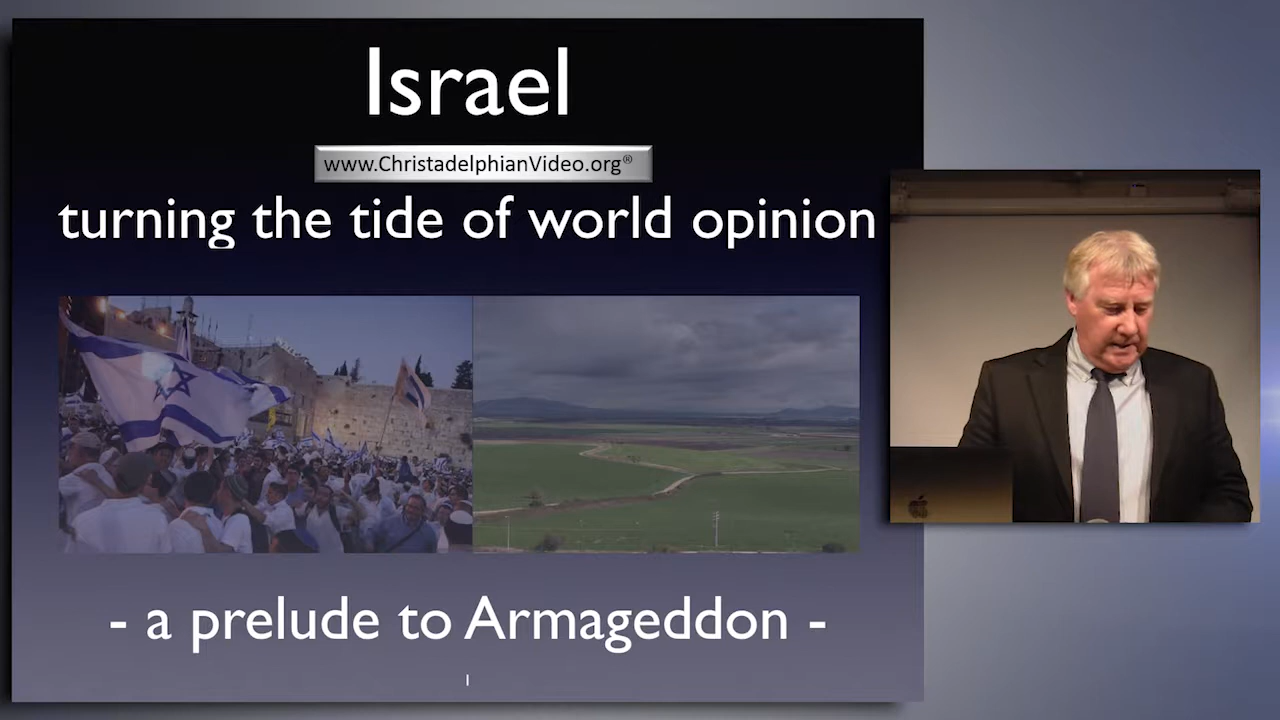 Israel
www.ChristadelphianVideo.org®
turning the tide of world opinion
- a prelude to Armageddon -